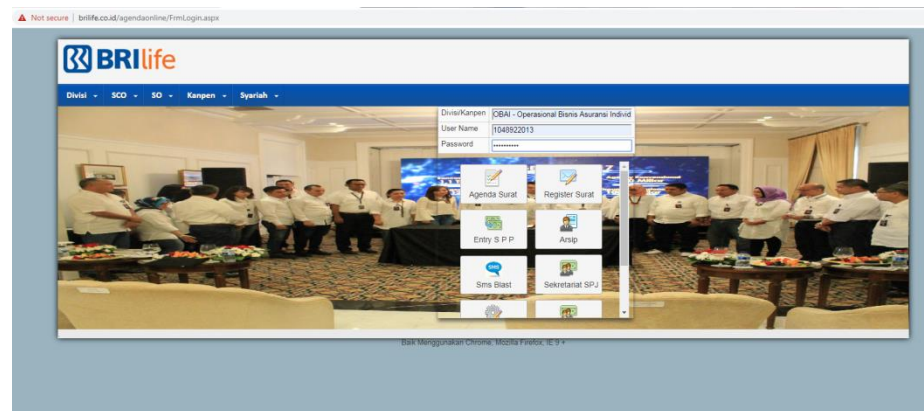 Not secure | brilife.co.id/agendaonline/FrmLogin.aspx
BRIlife
Divisi SCO SO Kanpen Syariah
Divisi/Kanpen OBAI - Operasional Bisnis Asuransi Individ
User Name 1048922013
Password ••••••••••
Agenda Surat Register Surat
Entry S P P Arsip
SMS
Sms Blast Sekretariat SPJ
Baik Menggunakan Chrome, Mozilla Firefox, IE 9 +